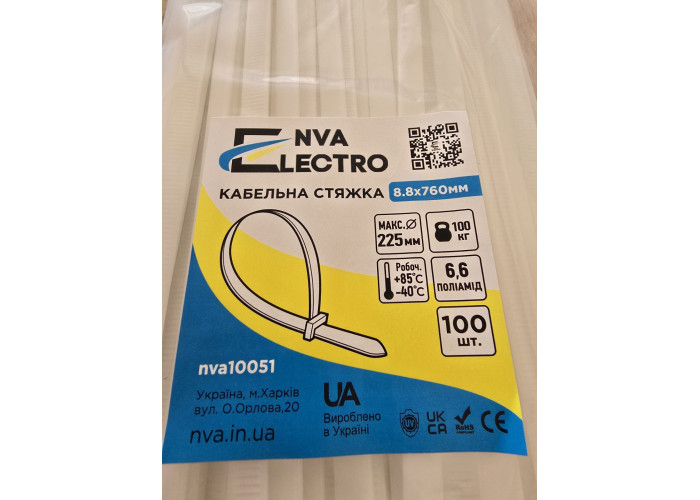 NVA
ELECTRO
КАБЕЛЬНА СТЯЖКА 8.8x760мм
МАКС.Ø
225мм
100
КГ
Робоч.
+85°C
-40°C
6,6
ПОЛІАМІД
100
шт.
nva10051
Україна, м.Харків
вул. О.Орлова,20
nva.in.ua
UA
Вироблено
в Україні
UV
UK
CA
RoHS
CE